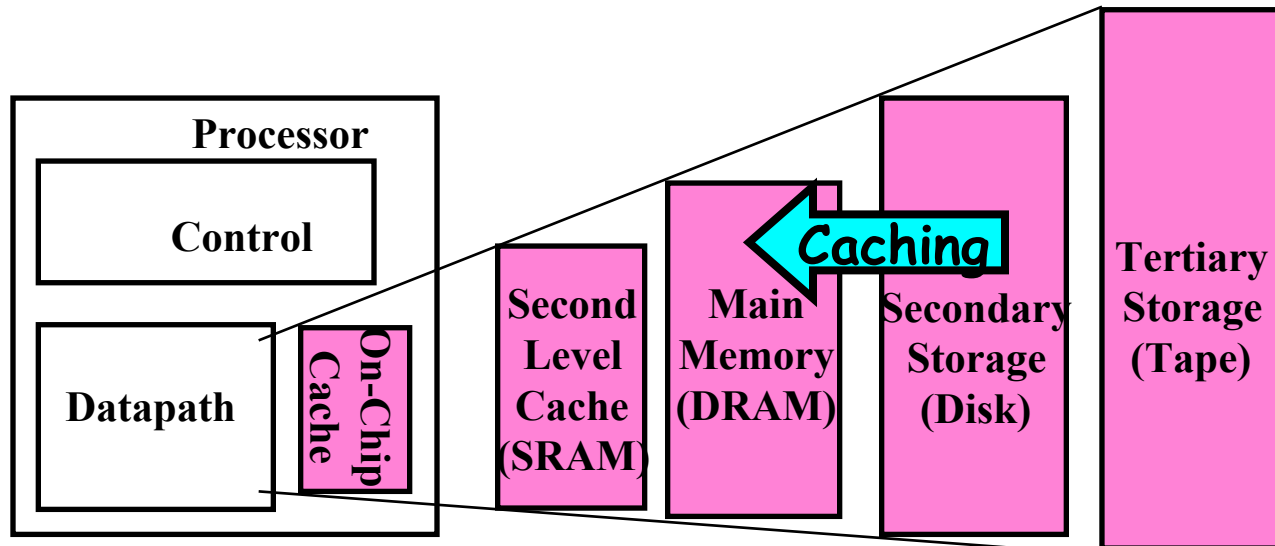 Processor
Control
Datapath
On-Chip
Cache
Second
Level
Cache
(SRAM)
Main
Memory
(DRAM)
Caching
Secondary
Storage
(Disk)
Tertiary
Storage
(Tape)